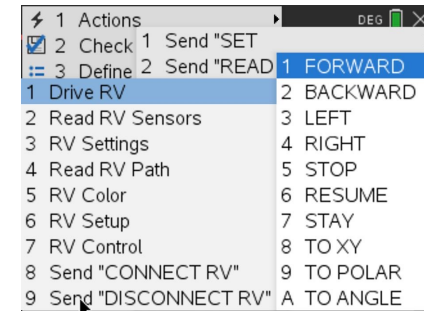 1 Actions
DEG
2 Check
3 Define
1 Send "SET
2 Send "READ
1 Drive RV
2 Read RV Sensors
3 RV Settings
4 Read RV Path
5 RV Color
6 RV Setup
7 RV Control
8 Send "CONNECT RV"
9 Send "DISCONNECT RV"
1 FORWARD
2 BACKWARD
3 LEFT
4 RIGHT
5 STOP
6 RESUME
7 STAY
8 TO XY
9 TO POLAR
A TO ANGLE